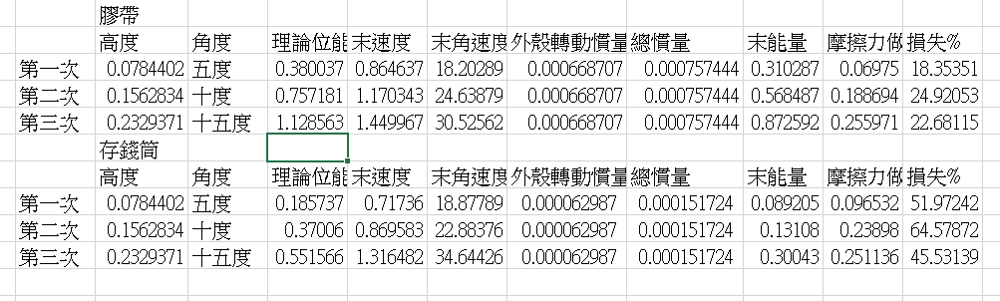 膠帶
高度 角度 理論位能 末速度 末角速度 外殼轉動慣量 總慣量 末能量 摩擦力做 損失%
第一次 0.0784402 五度 0.380037 0.864637 18.20289 0.000668707 0.000757444 0.310287 0.06975 18.35351
第二次 0.1562834 十度 0.757181 1.170343 24.63879 0.000668707 0.000757444 0.568487 0.188694 24.92053
第三次 0.2329371 十五度 1.128563 1.449967 30.52562 0.000668707 0.000757444 0.872592 0.255971 22.68115
存錢筒
高度 角度 理論位能 末速度 末角速度 外殼轉動慣量 總慣量 末能量 摩擦力做 損失%
第一次 0.0784402 五度 0.185737 0.71736 18.87789 0.000062987 0.000151724 0.089205 0.096532 51.97242
第二次 0.1562834 十度 0.37006 0.869583 22.88376 0.000062987 0.000151724 0.13108 0.23898 64.57872
第三次 0.2329371 十五度 0.551566 1.316482 34.64426 0.000062987 0.000151724 0.30043 0.251136 45.53139